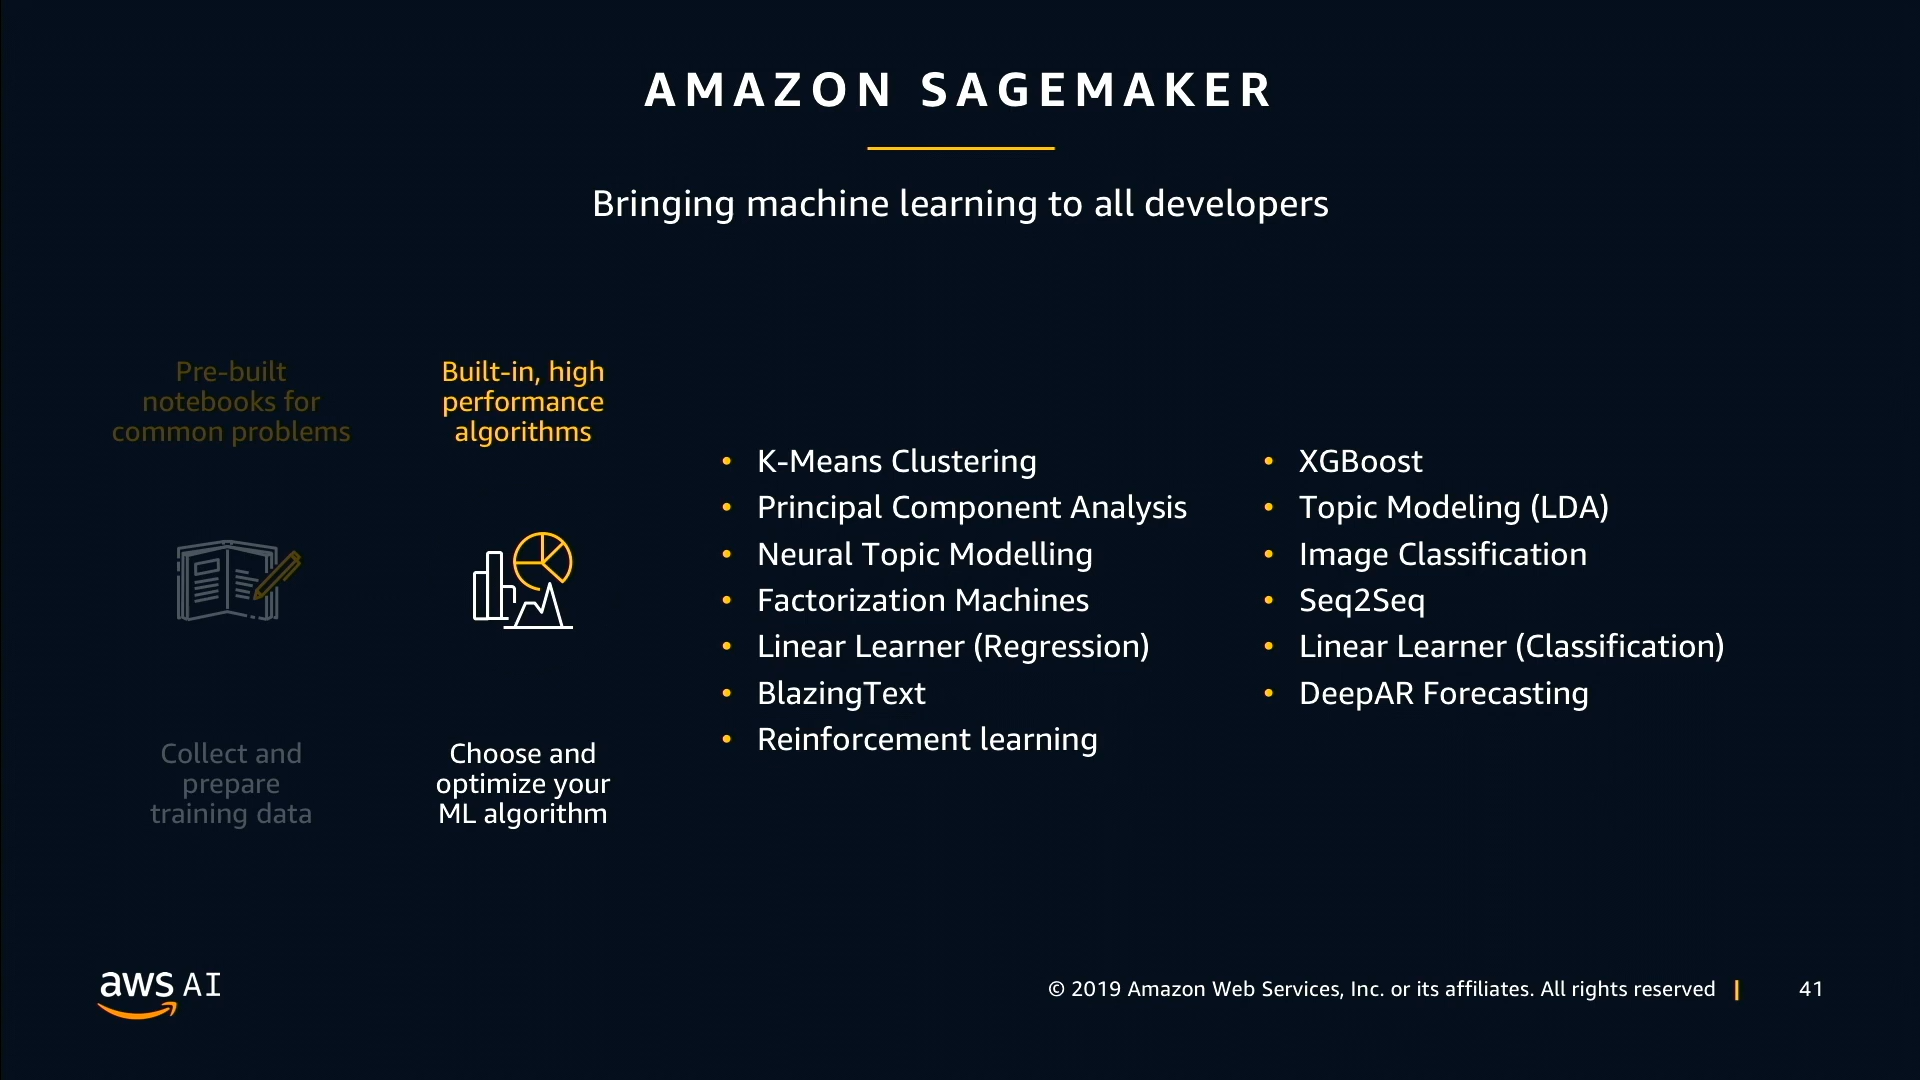 AMAZON SAGEMAKER
Bringing machine learning to all developers
Pre-built
notebooks for
common problems
Built-in, high
performance
algorithms
Collect and
prepare
training data
Choose and
optimize your
ML algorithm
• K-Means Clustering
• Principal Component Analysis
• Neural Topic Modelling
• Factorization Machines
• Linear Learner (Regression)
• BlazingText
• Reinforcement learning
• XGBoost
• Topic Modeling (LDA)
• Image Classification
• Seq2Seq
• Linear Learner (Classification)
• DeepAR Forecasting
aws AI
© 2019 Amazon Web Services, Inc. or its affiliates. All rights reserved | 41